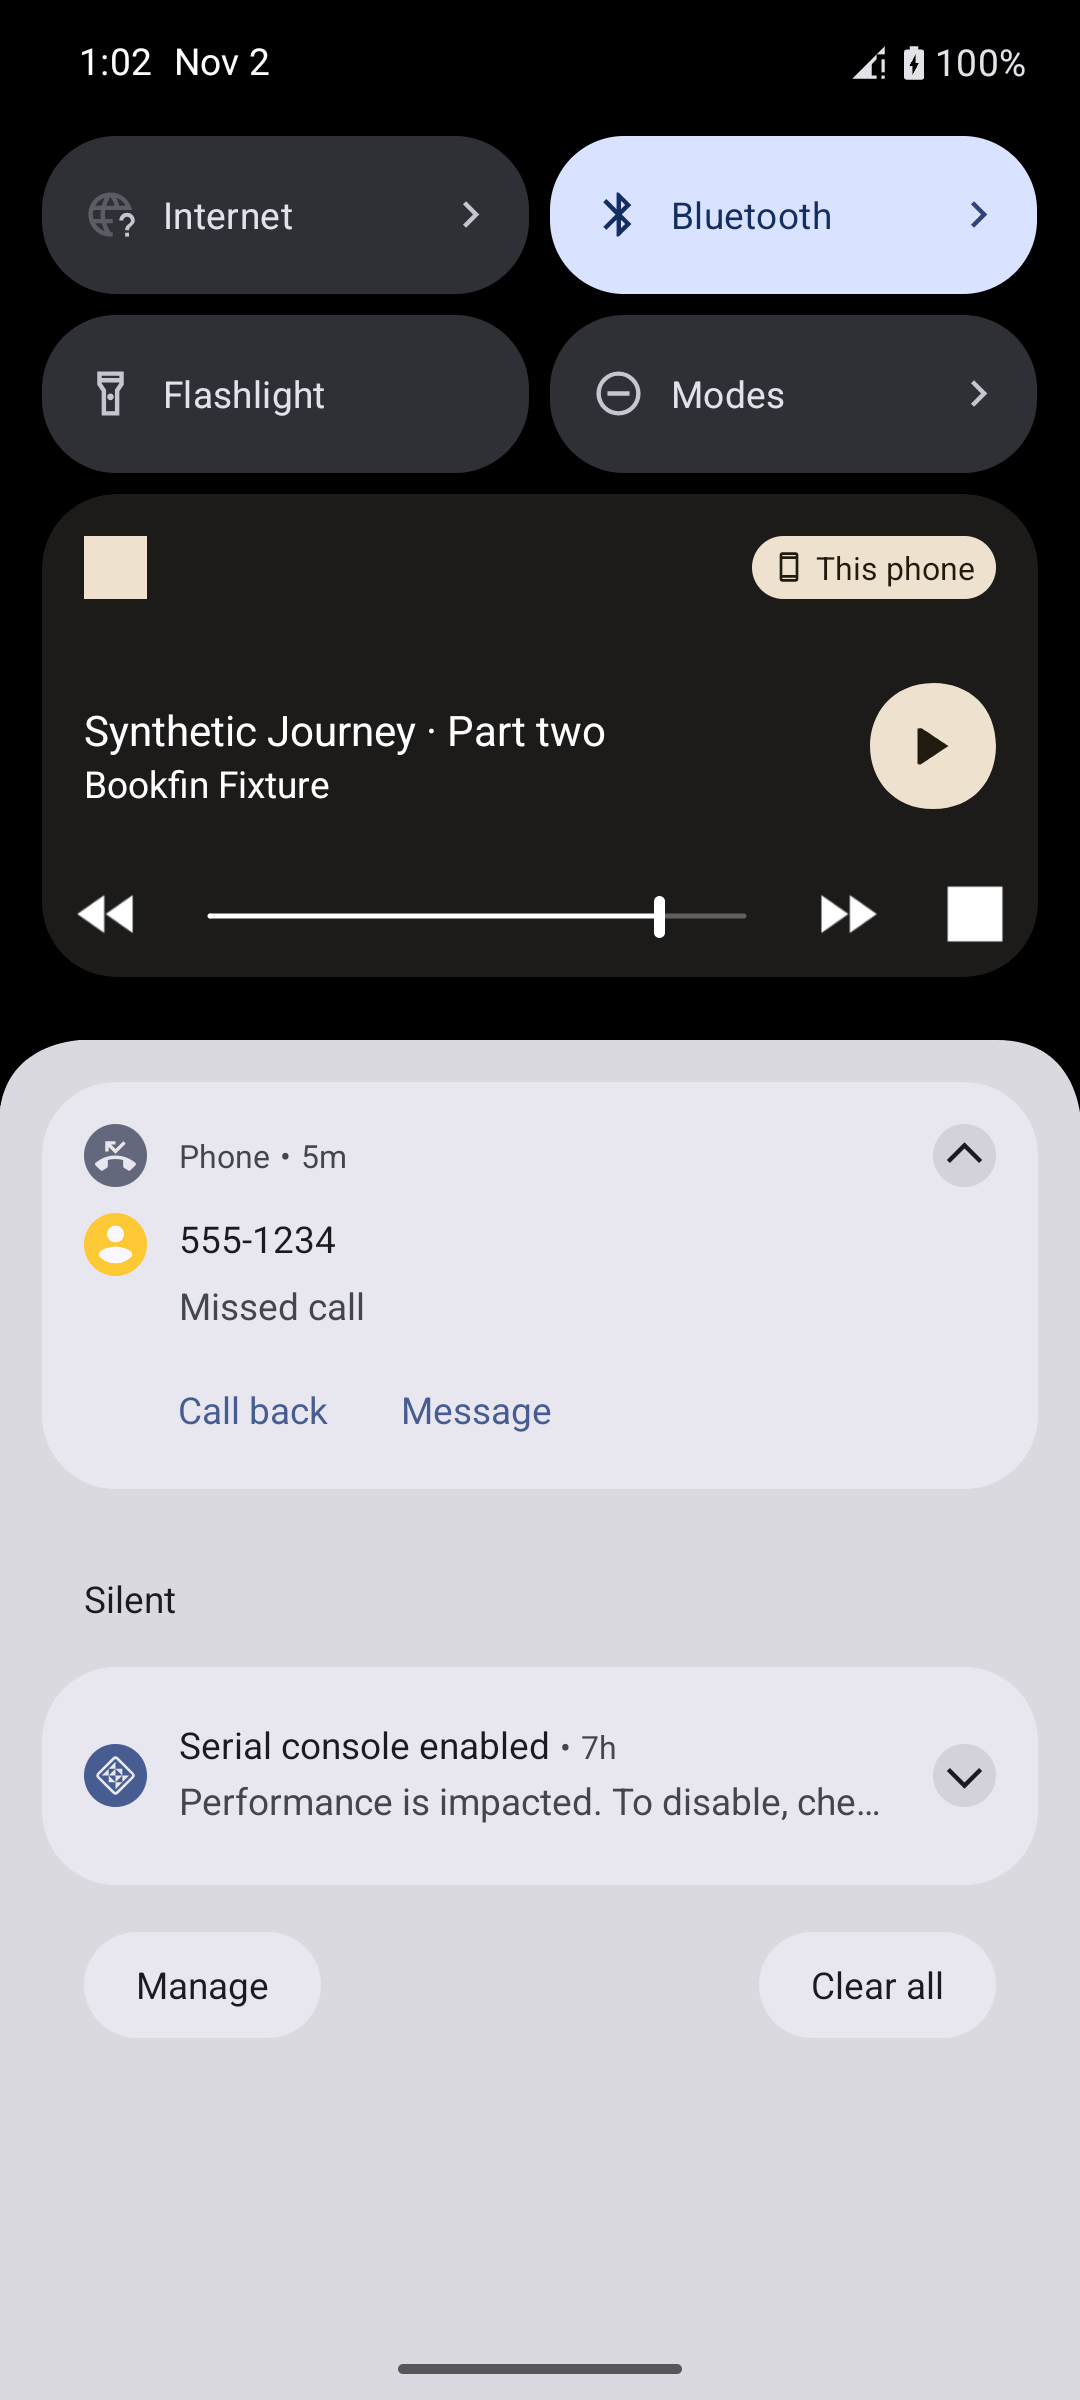 1:02 Nov 2 100%
Internet
Bluetooth
Flashlight
Modes
This phone
Synthetic Journey · Part two
Bookfin Fixture
Phone • 5m
555-1234
Missed call
Call back Message
Silent
Serial console enabled • 7h
Performance is impacted. To disable, che…
Manage
Clear all